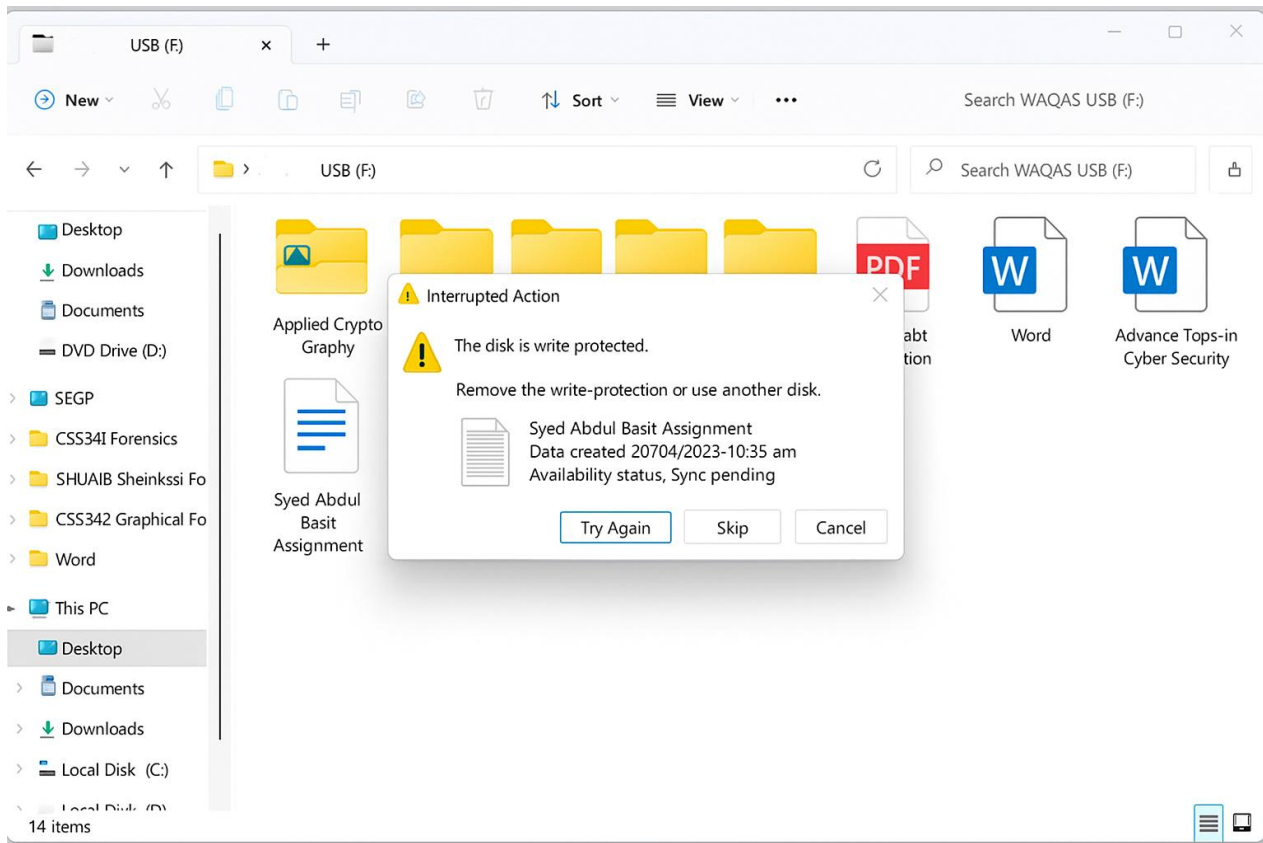 USB (F:)
New
Sort
View
Search WAQAS USB (F:)
USB (F:)
Search WAQAS USB (F:)
Desktop
Downloads
Documents
DVD Drive (D:)
SEGP
CSS34I Forensics
SHUAIB Sheinkssi Fo
CSS342 Graphical Fo
Word
This PC
Desktop
Documents
Downloads
Local Disk (C:)
Local (D)
14 items
Applied Crypto
Graphy
PDF
abt
tion
W
Word
W
Advance Tops-in
Cyber Security
Syed Abdul
Basit
Assignment
Interrupted Action
The disk is write protected.
Remove the write-protection or use another disk.
Syed Abdul Basit Assignment
Data created 20704/2023-10:35 am
Availability status, Sync pending
Try Again
Skip
Cancel